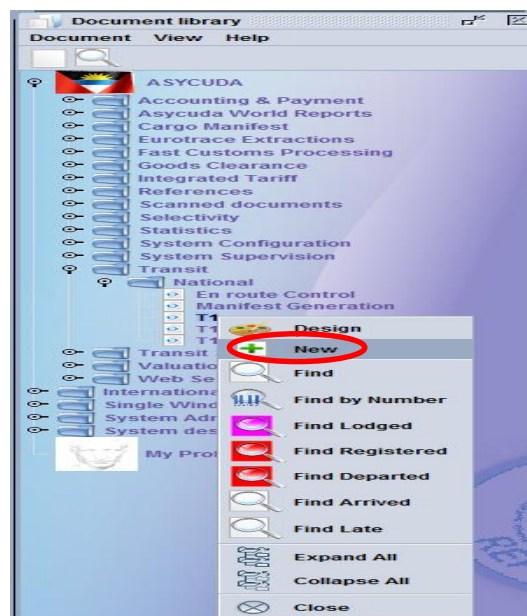 Document library
Document View Help
ASYCUDA
Accounting & Payment
Asycuda World Reports
Cargo Manifest
Eurotrace Extractions
Fast Customs Processing
Goods Clearance
Integrated Tariff
References
Scanned documents
Selectivity
Statistics
System Configuration
System Supervision
Transit
National
En route Control
Manifest Generation
T1
T1
T1
Transit
Valuatio
Web Se
Internationa
Single Wind
System Adr
System des
My Pro
Design
New
Find
Find by Number
Find Lodged
Find Registered
Find Departed
Find Arrived
Find Late
Expand All
Collapse All
Close